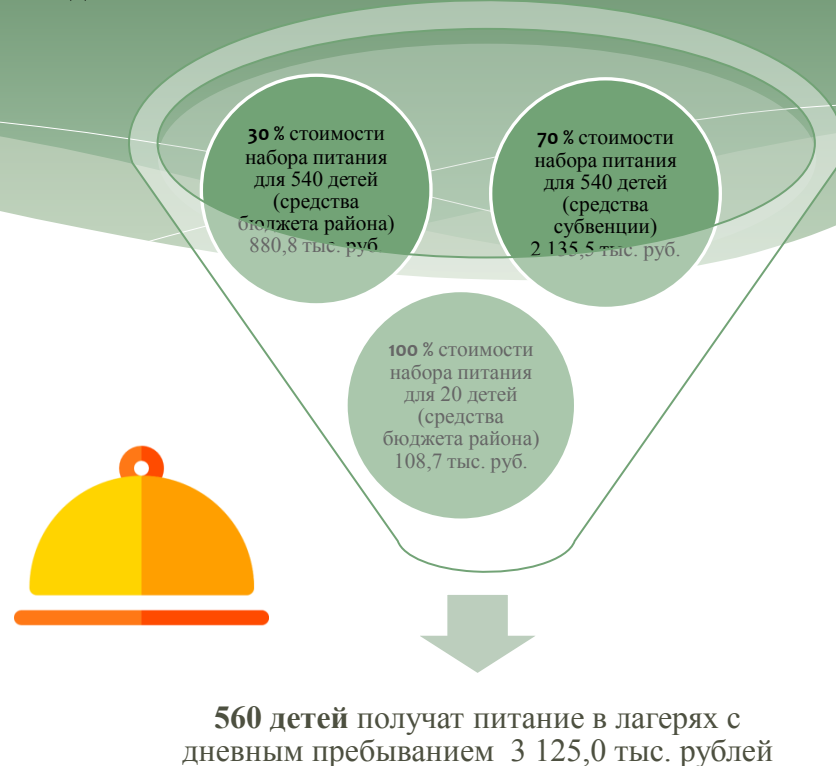 30 % стоимости
набора питания
для 540 детей
(средства
бюджета района)
880,8 тыс. руб
70 % стоимости
набора питания
для 540 детей
(средства
субвенции)
2 135,5 тыс. руб.
100 % стоимости
набора питания
для 20 детей
(средства
бюджета района)
108,7 тыс. руб.
560 детей получат питание в лагерях с
дневным пребыванием 3 125,0 тыс. рублей